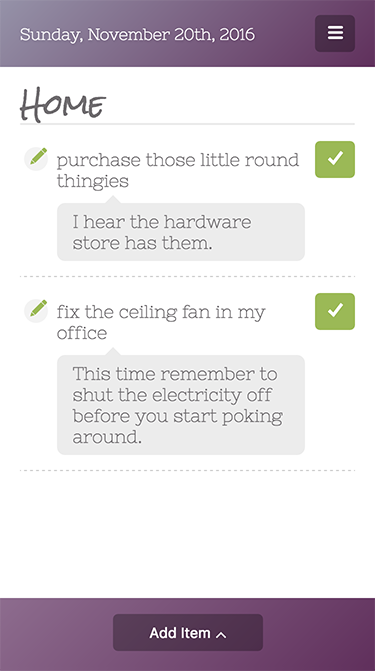 Sunday, November 20th, 2016
Home
purchase those little round
thingies
I hear the hardware
store has them.
fix the ceiling fan in my
office
This time remember to
shut the electricity off
before you start poking
around.
Add Item